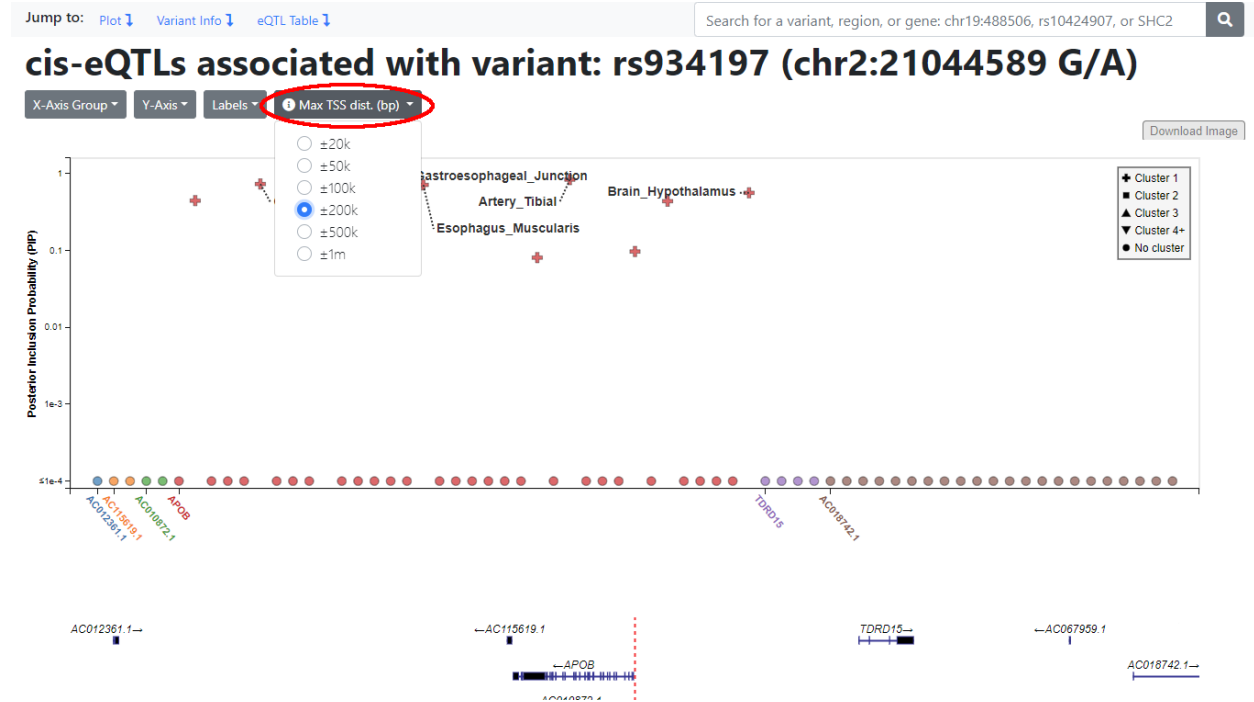 Jump to: Plot ↴ Variant Info ↴ eQTL Table ↴ Search for a variant, region, or gene: chr19:488506, rs10424907, or SHC2
cis-eQTLs associated with variant: rs934197 (chr2:21044589 G/A)
X-Axis Group Y-Axis Labels Max TSS dist. (bp)
Download Image
±20k
±50k
±100k
±200k
±500k
±1m
Gastroesophageal_Junction
Artery_Tibial
Esophagus_Muscularis
Brain_Hypothalamus
Cluster 1
Cluster 2
Cluster 3
Cluster 4+
No cluster
Posterior Inclusion Probability (PIP)
1
0.1
0.01
1e-3
≤1e-4
AC012361.1
AC115619.1
AC010872.1
APOB
TDRD15
AC018742.1
AC012361.1→ ←AC115619.1 TDRD15→ ←AC067959.1
←APOB AC018742.1→
AC010872.1